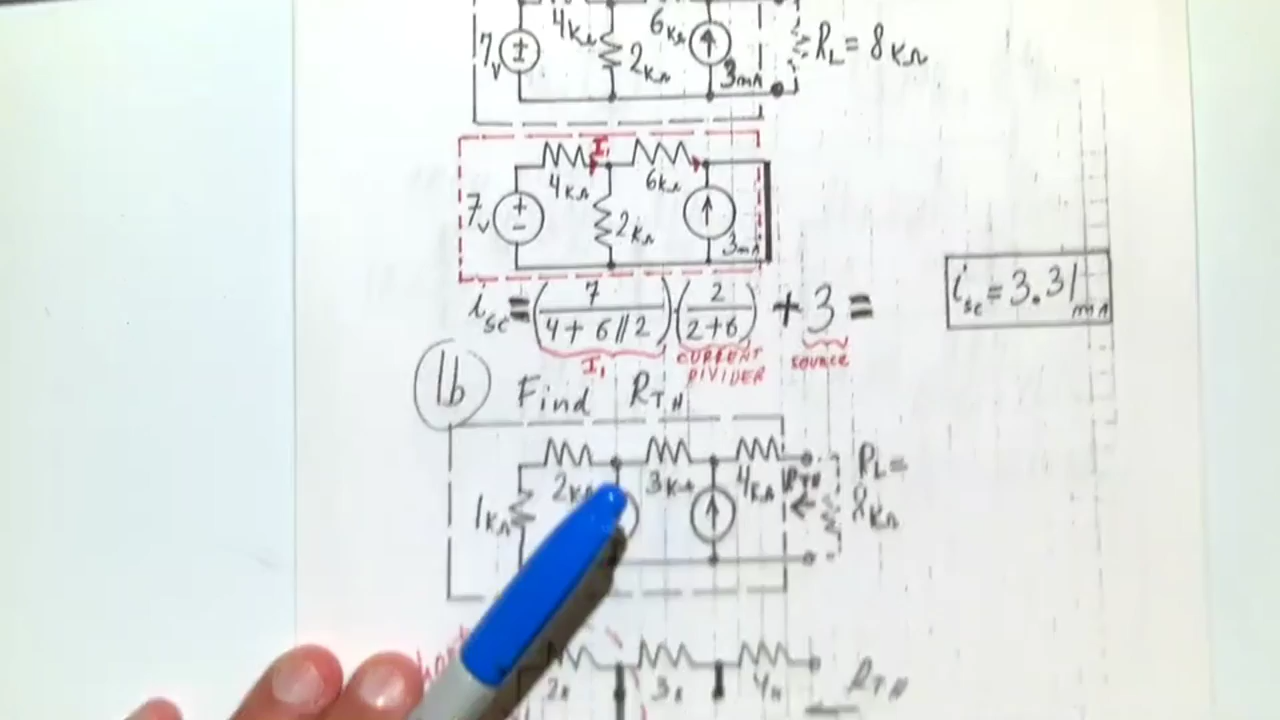 4KΩ 6KΩ
7V ± 2KΩ 3mA RL = 8KΩ
I1
4KΩ 6KΩ
7V + - 2KΩ 3mA
isc = (7 / 4 + 6 // 2) · (2 / 2+6) + 3 =
isc = 3.31 mA
I1 CURRENT DIVIDER SOURCE
1b Find RTH
2K 3KΩ 4KΩ RTH RL = 8KΩ
1KΩ
2K 3K 4K RTH